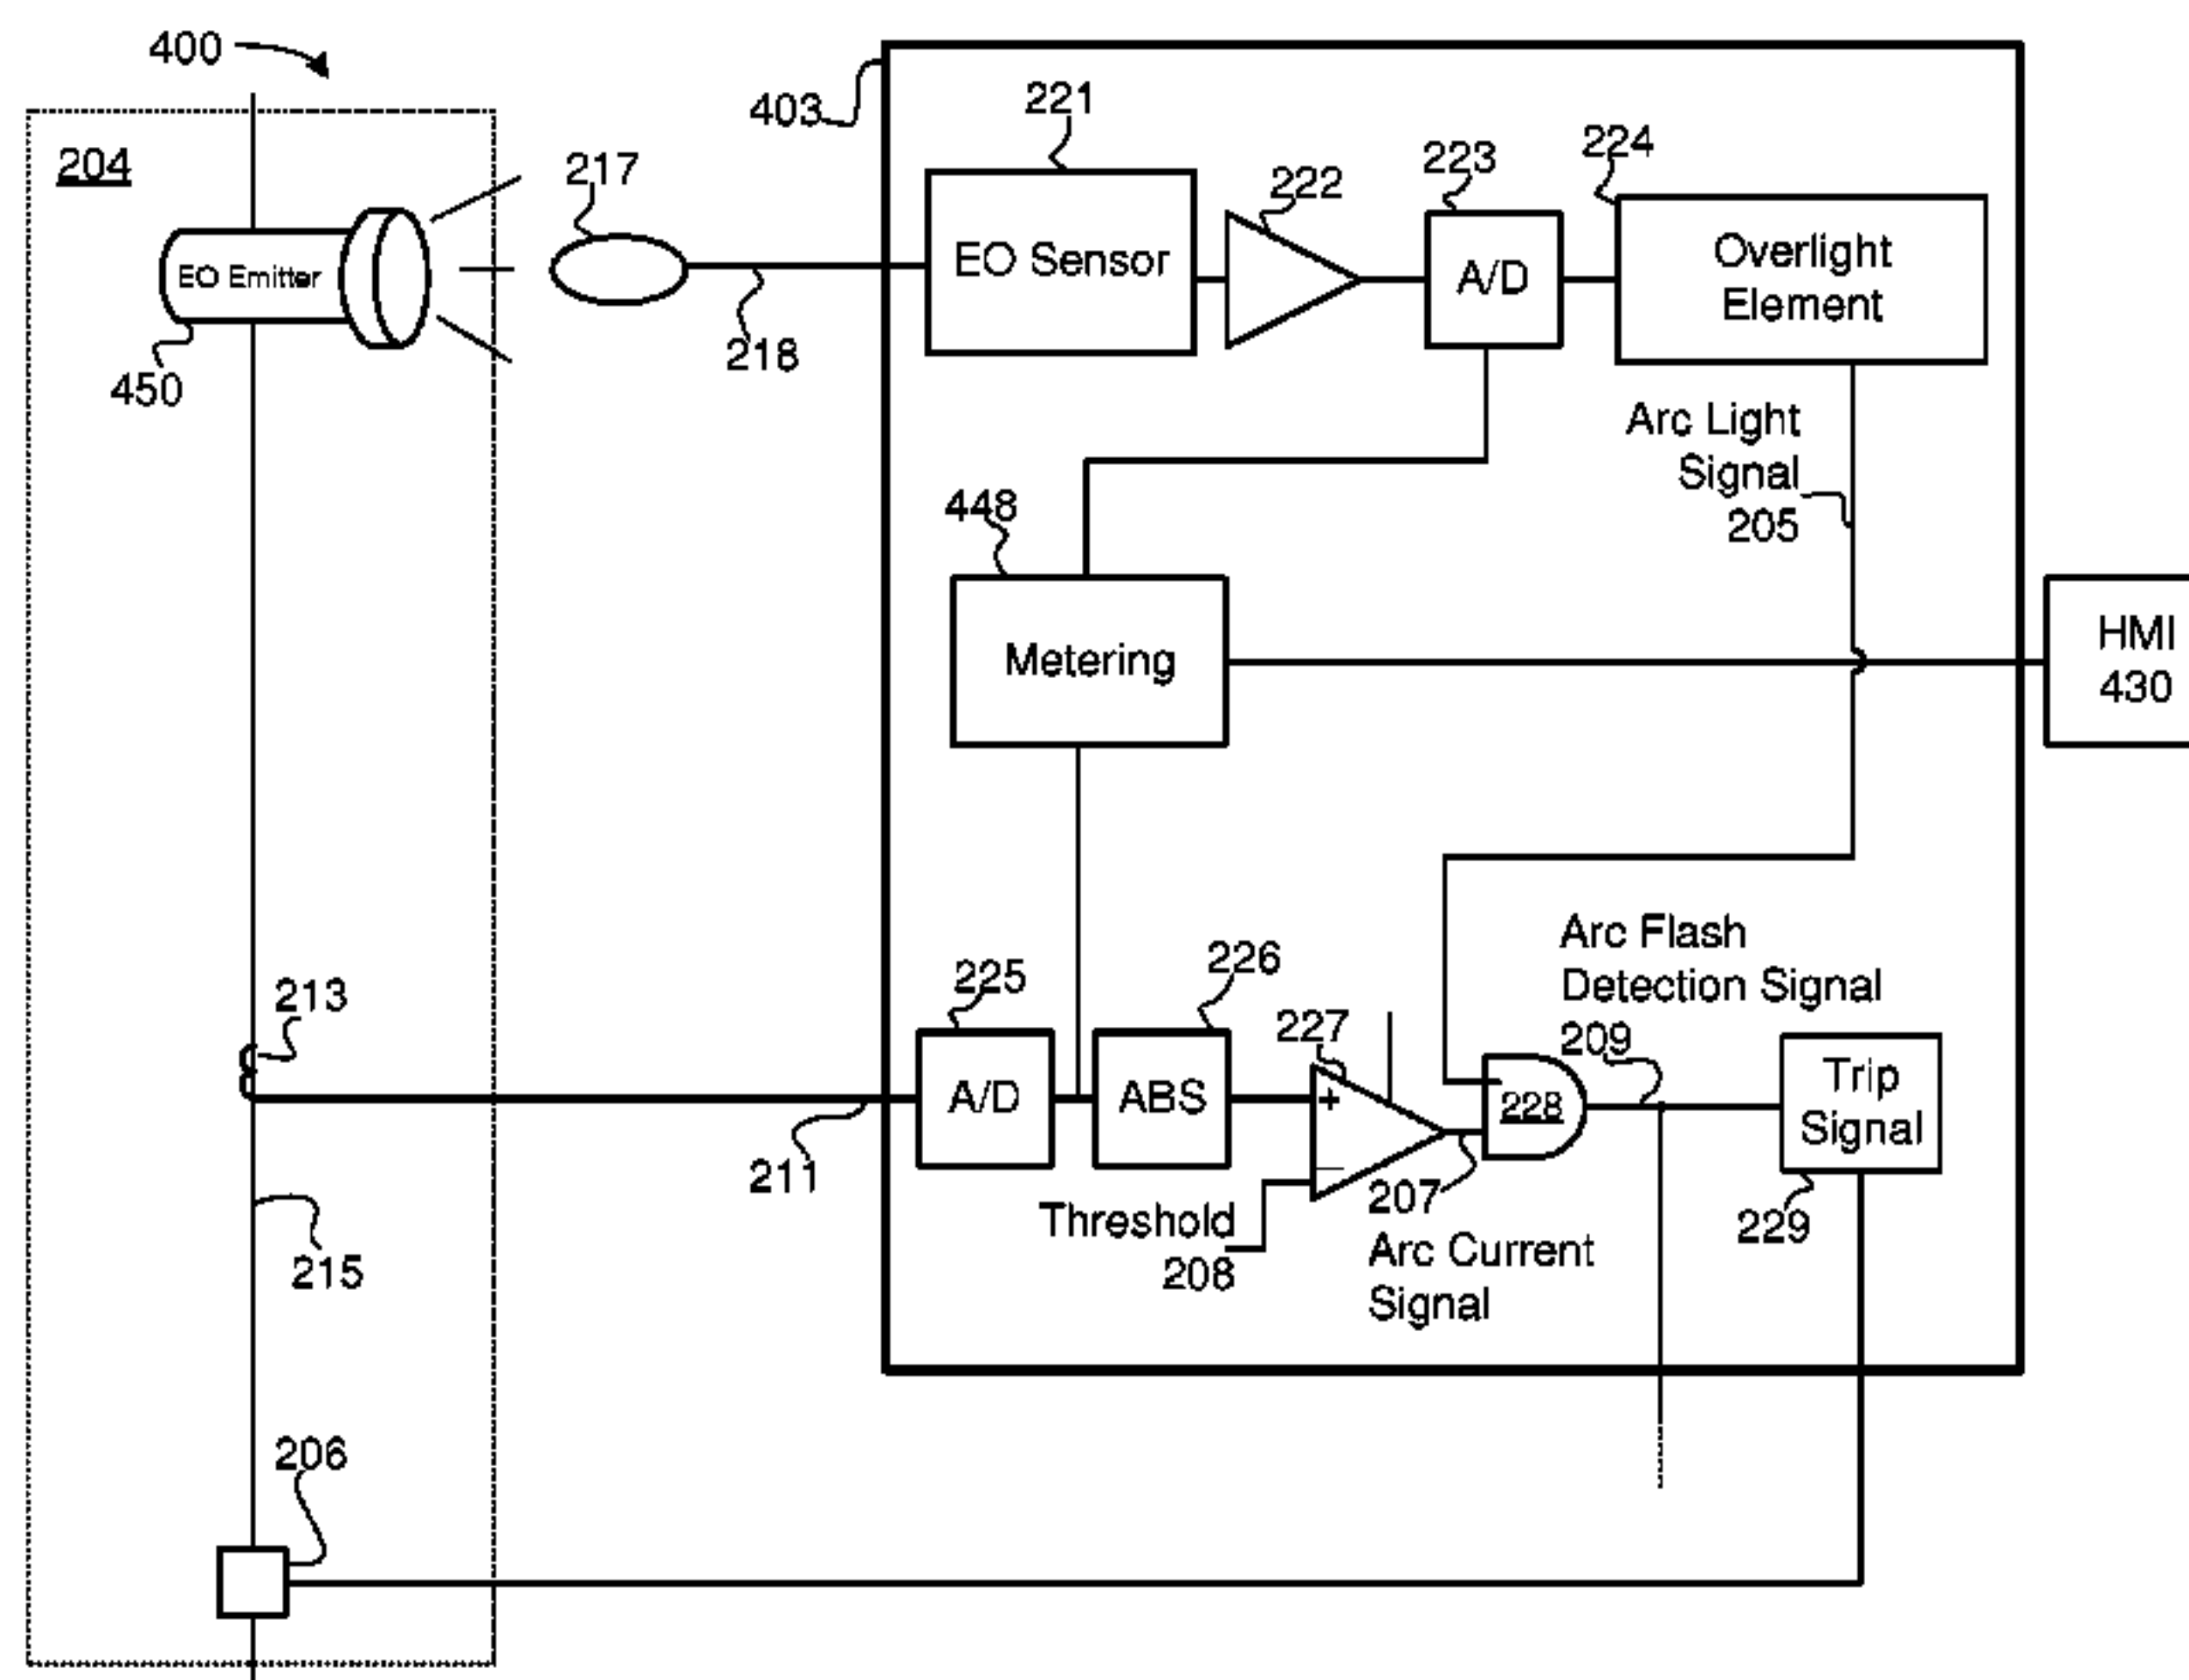 400
403
221
204
217
222
223
224
EO Sensor
A/D
Overlight
Element
EO Emitter
218
450
Arc Light
Signal
205
448
Metering
HMI
430
Arc Flash
Detection Signal
209
213
225
226
227
A/D
ABS
+
228
Trip
Signal
211
–
207
Threshold
208
Arc Current
Signal
229
215
206